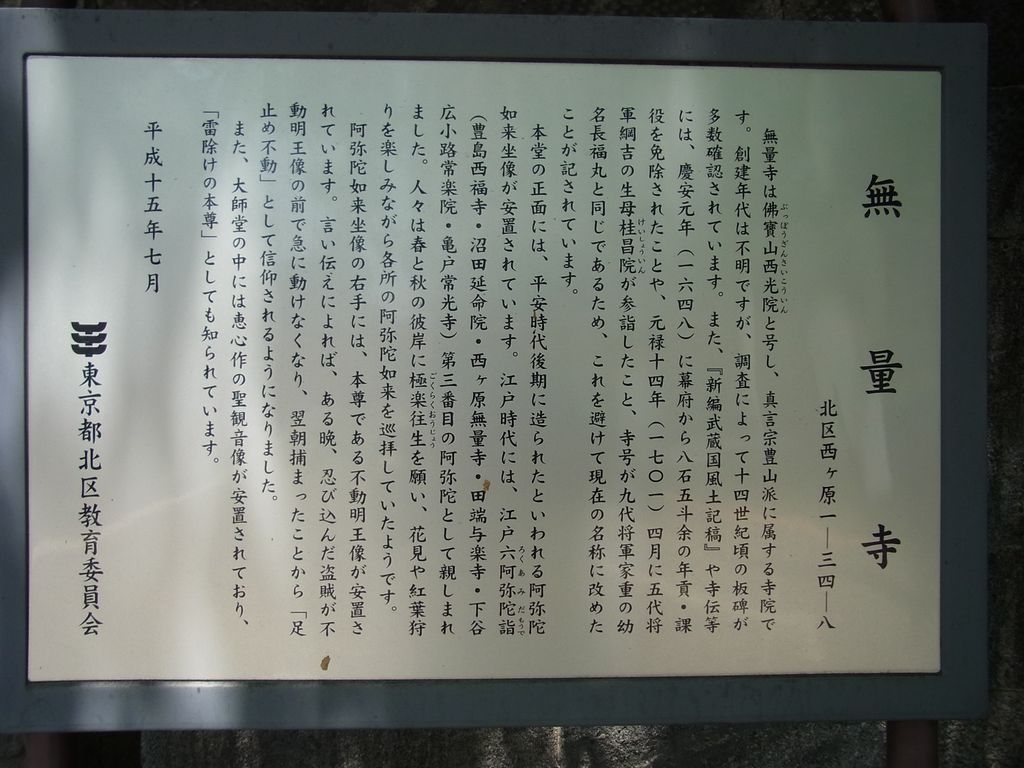 無量寺
北区西ヶ原一―三四―八
無量寺は佛寳山西光院と号し、真言宗豊山派に属する寺院で
す。創建年代は不明ですが、調査によって十四世紀頃の板碑が
多数確認されています。また、『新編武蔵国風土記稿』や寺伝等
には、慶安元年（一六四八）に幕府から八石五斗余の年貢・課
役を免除されたことや、元禄十四年（一七〇一）四月に五代将
軍綱吉の生母桂昌院が参詣したこと、寺号が九代将軍家重の幼
名長福丸と同じであるため、これを避けて現在の名称に改めた
ことが記されています。
本堂の正面には、平安時代後期に造られたといわれる阿弥陀
如来坐像が安置されています。江戸時代には、江戸六阿弥陀詣
（豊島西福寺・沼田延命院・西ヶ原無量寺・田端与楽寺・下谷
広小路常楽院・亀戸常光寺）第三番目の阿弥陀として親しまれ
ました。人々は春と秋の彼岸に極楽往生を願い、花見や紅葉狩
りを楽しみながら各所の阿弥陀如来を巡拝していたようです。
阿弥陀如来坐像の右手には、本尊である不動明王像が安置さ
れています。言い伝えによれば、ある晩、忍び込んだ盗賊が不
動明王像の前で急に動けなくなり、翌朝捕まったことから「足
止め不動」として信仰されるようになりました。
また、大師堂の中には恵心作の聖観音像が安置されており、
「雷除けの本尊」としても知られています。
平成十五年七月
東京都北区教育委員会